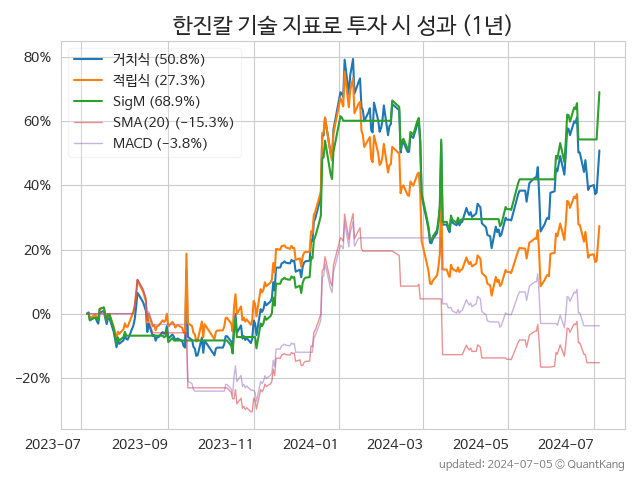 한진칼 기술 지표로 투자 시 성과 (1년)
거치식 (50.8%)
적립식 (27.3%)
SigM (68.9%)
SMA(20) (−15.3%)
MACD (−3.8%)
80%
60%
40%
20%
0%
−20%
2023-07 2023-09 2023-11 2024-01 2024-03 2024-05 2024-07
updated: 2024-07-05 © QuantKang